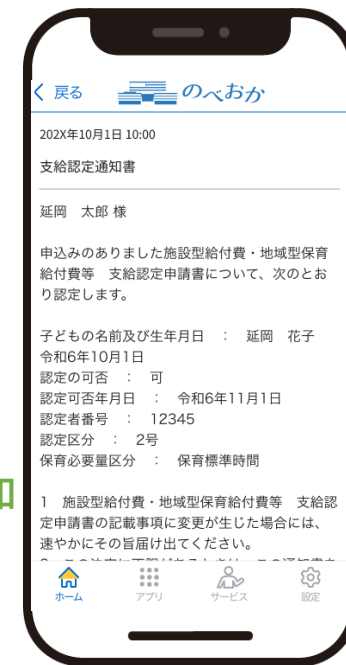 戻る のべおか
202X年10月1日 10:00
支給認定通知書
延岡　太郎 様
申込みのありました施設型給付費・地域型保育
給付費等　支給認定申請書について、次のとお
り認定します。
子どもの名前及び生年月日　：　延岡　花子
令和6年10月1日
認定の可否　：　可
認定可否年月日　：　令和6年11月1日
認定者番号　：　12345
認定区分　：　2号
保育必要量区分　：　保育標準時間
1　施設型給付費・地域型保育給付費等　支給認
定申請書の記載事項に変更が生じた場合には、
速やかにその旨届け出てください。
ホーム アプリ サービス 設定